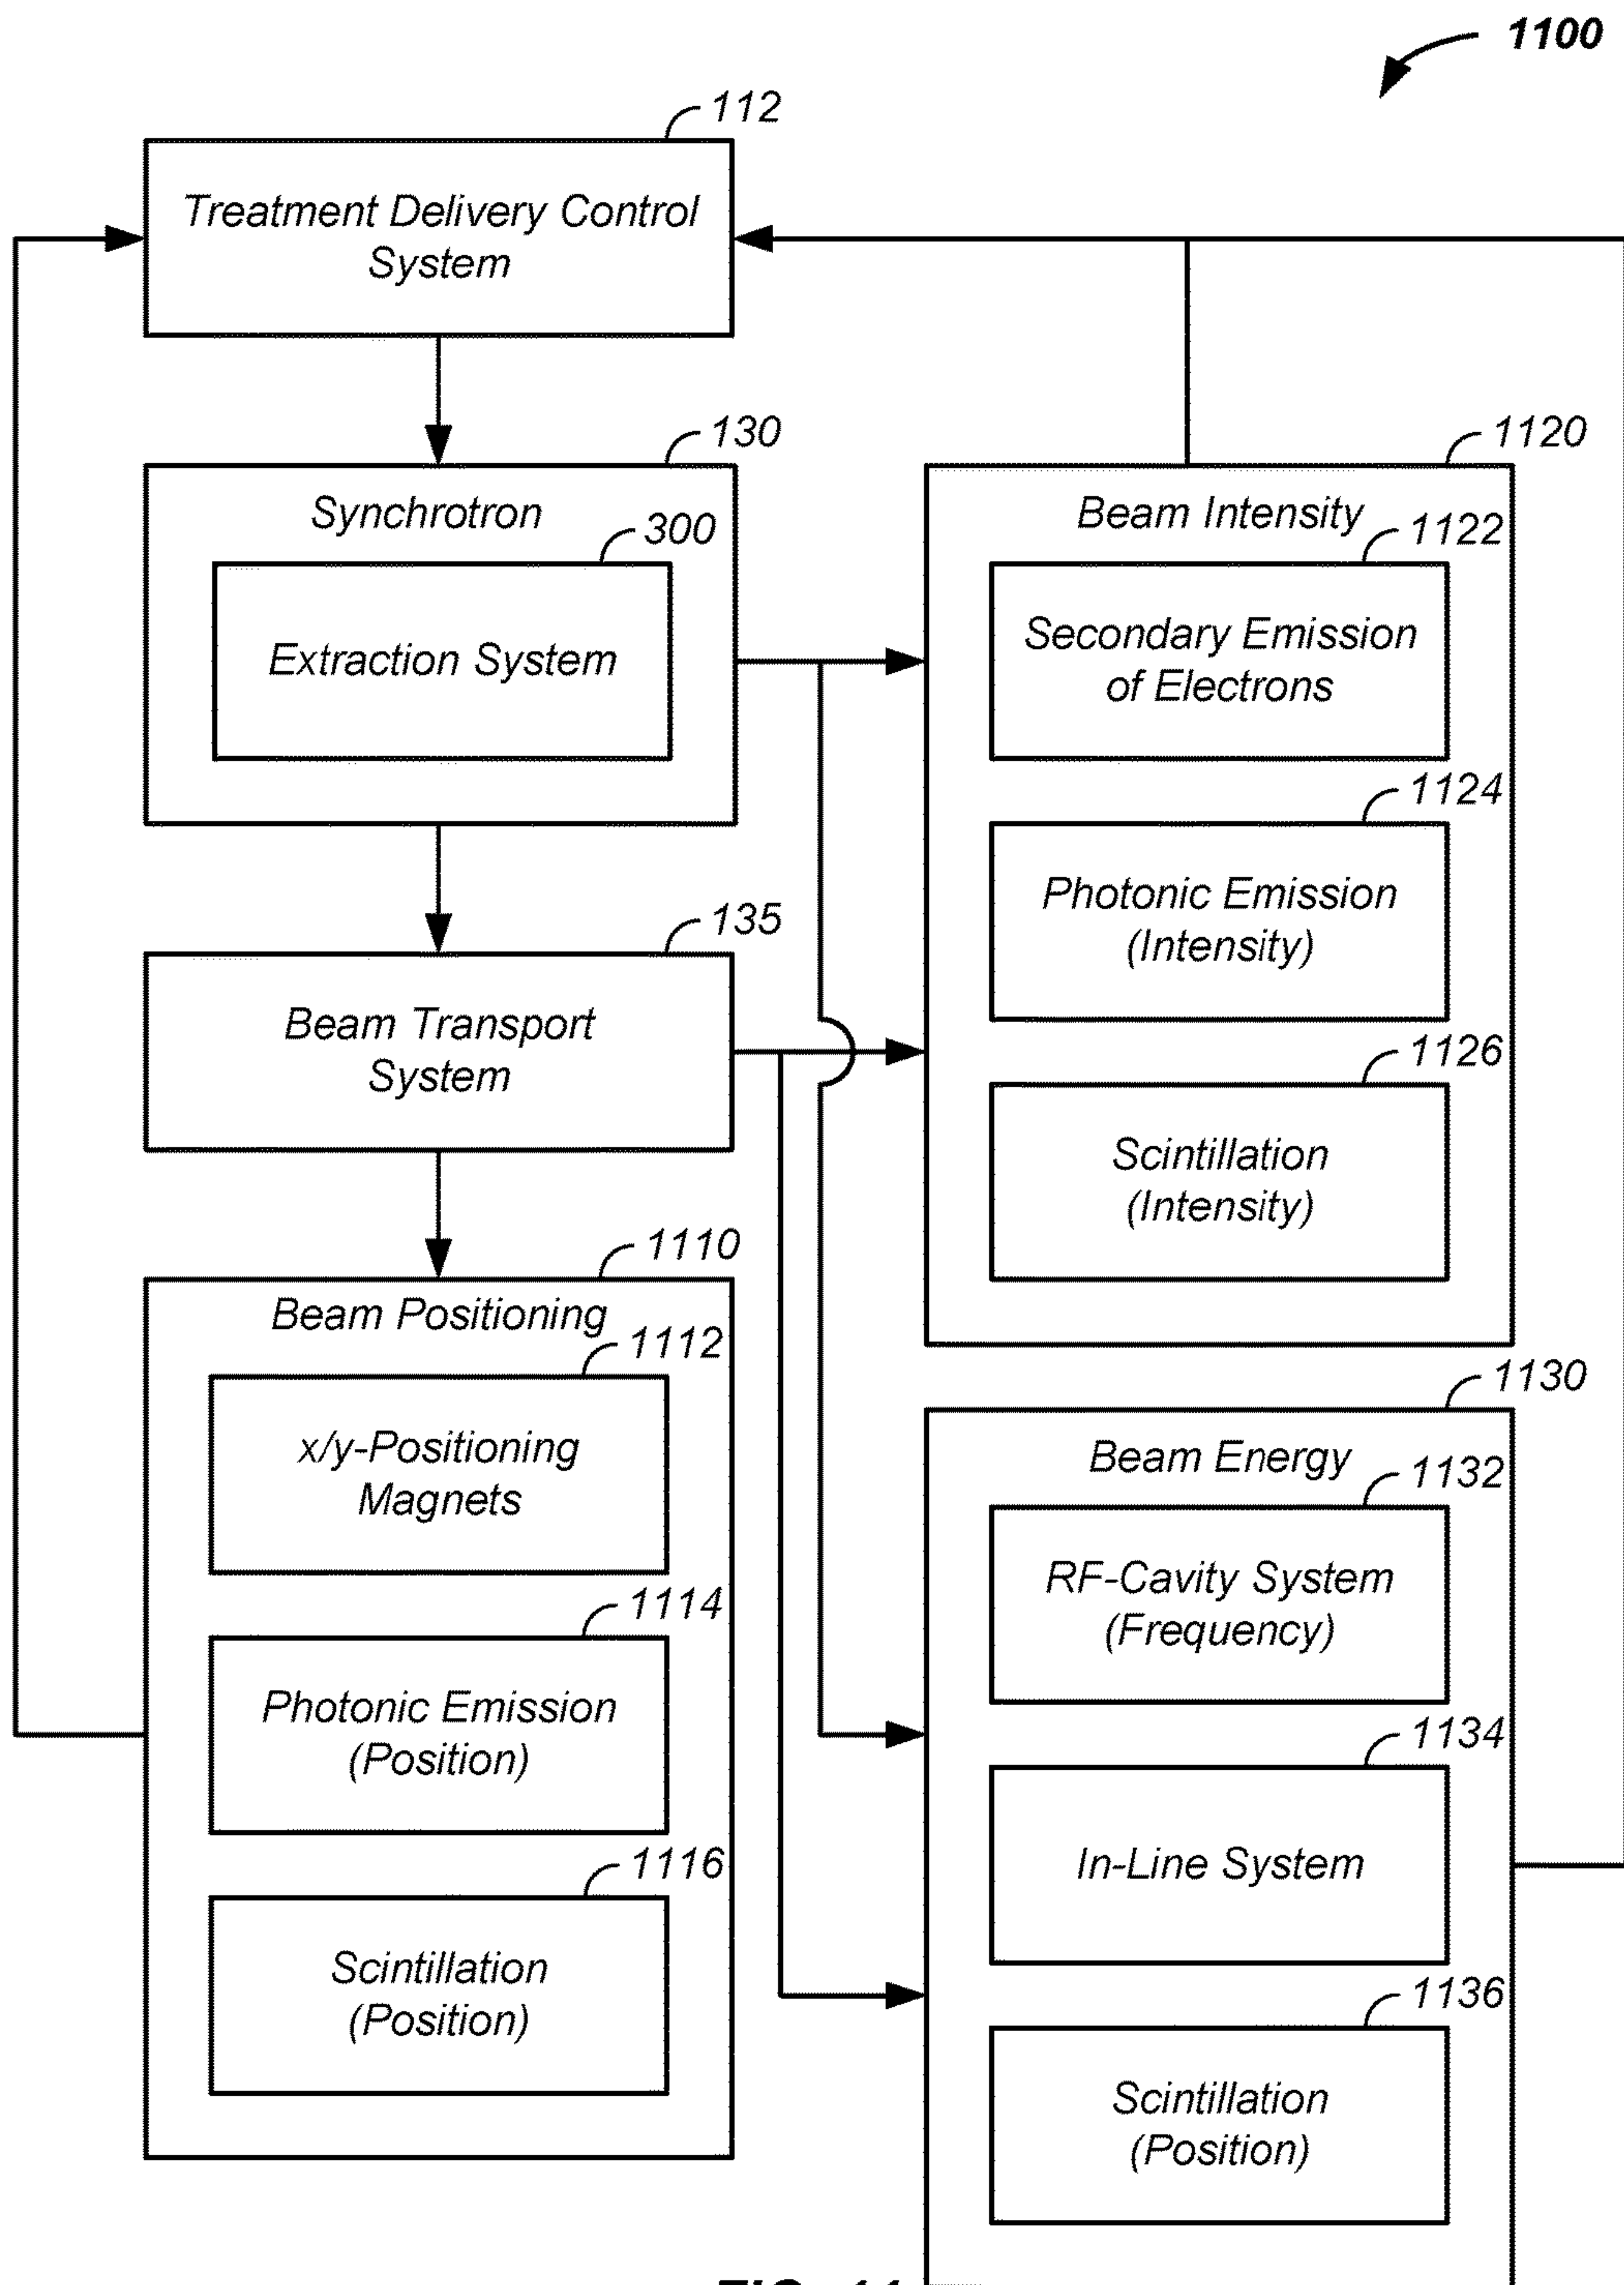 1100
112
Treatment Delivery Control
System
130
Synchrotron
300
Extraction System
135
Beam Transport
System
1110
Beam Positioning
1112
x/y-Positioning
Magnets
1114
Photonic Emission
(Position)
1116
Scintillation
(Position)
1120
Beam Intensity
1122
Secondary Emission
of Electrons
1124
Photonic Emission
(Intensity)
1126
Scintillation
(Intensity)
1130
Beam Energy
1132
RF-Cavity System
(Frequency)
1134
In-Line System
1136
Scintillation
(Position)